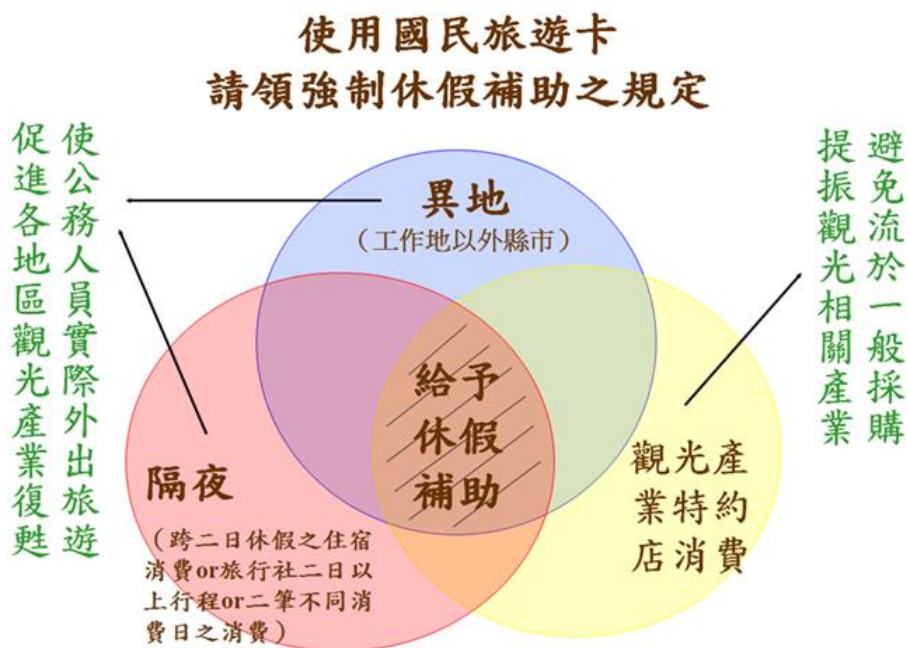 使用國民旅遊卡
請領強制休假補助之規定
使公務人員實際外出旅遊
促進各地區觀光產業復甦
避免流於一般採購
提振觀光相關產業
異地
（工作地以外縣市）
給予
休假
補助
隔夜
（跨二日休假之住宿
消費or旅行社二日以
上行程or二筆不同消
費日之消費）
觀光產
業特約
店消費